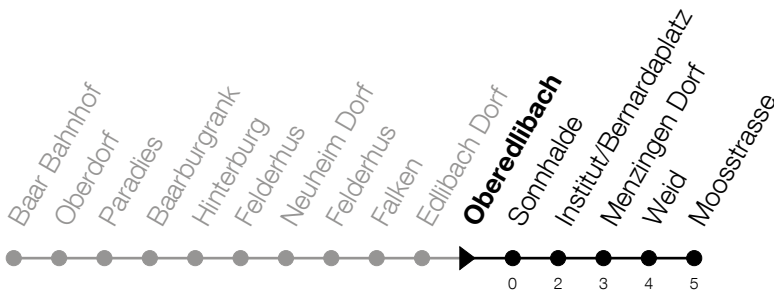 Baar Bahnhof
Oberdorf
Paradies
Baarburgrank
Hinterburg
Felderhus
Neuheim Dorf
Felderhus
Falken
Edlibach Dorf
Oberedlibach
Sonnhalde
Institut/Bernardaplatz
Menzingen Dorf
Weid
Moosstrasse
0 2 3 4 5